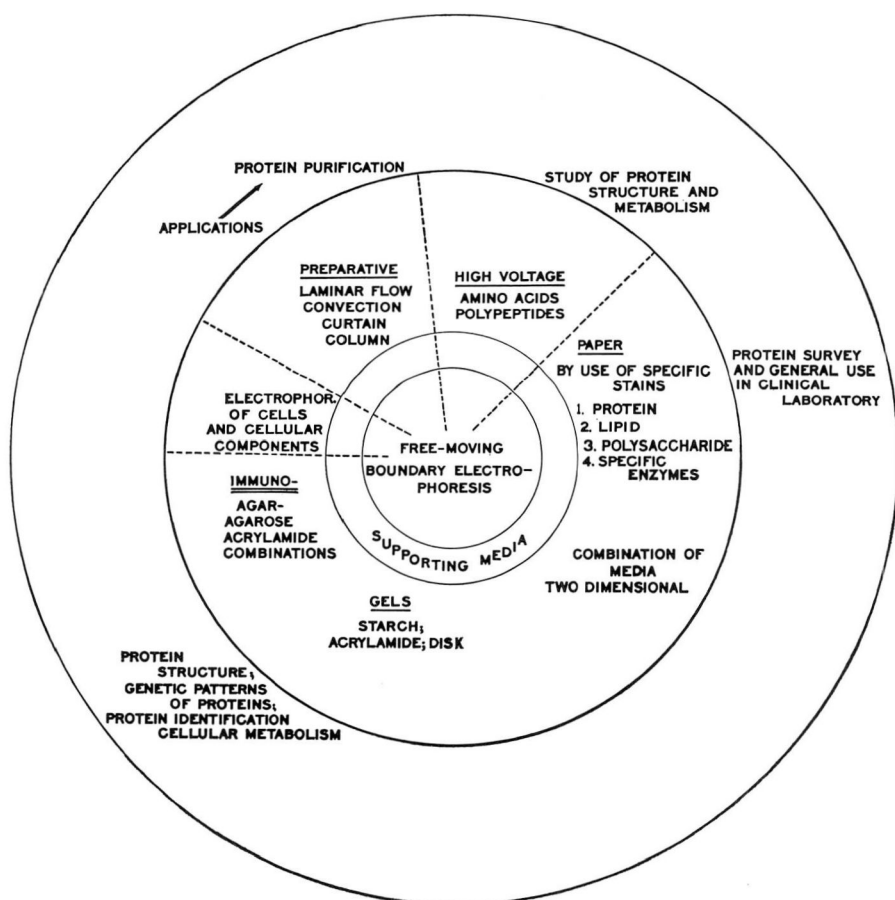 PROTEIN PURIFICATION
APPLICATIONS
STUDY OF PROTEIN
STRUCTURE AND
METABOLISM
PREPARATIVE
LAMINAR FLOW
CONVECTION
CURTAIN
COLUMN
HIGH VOLTAGE
AMINO ACIDS
POLYPEPTIDES
PAPER
BY USE OF SPECIFIC
STAINS
1. PROTEIN
2. LIPID
3. POLYSACCHARIDE
4. SPECIFIC
ENZYMES
PROTEIN SURVEY
AND GENERAL USE
IN CLINICAL
LABORATORY
ELECTROPHOR.
OF CELLS
AND CELLULAR
COMPONENTS
FREE-MOVING
BOUNDARY ELECTRO-
PHORESIS
IMMUNO-
AGAR-
AGAROSE
ACRYLAMIDE
COMBINATIONS
SUPPORTING MEDIA
COMBINATION OF
MEDIA
TWO DIMENSIONAL
GELS
STARCH;
ACRYLAMIDE; DISK
PROTEIN
STRUCTURE;
GENETIC PATTERNS
OF PROTEINS;
PROTEIN IDENTIFICATION
CELLULAR METABOLISM